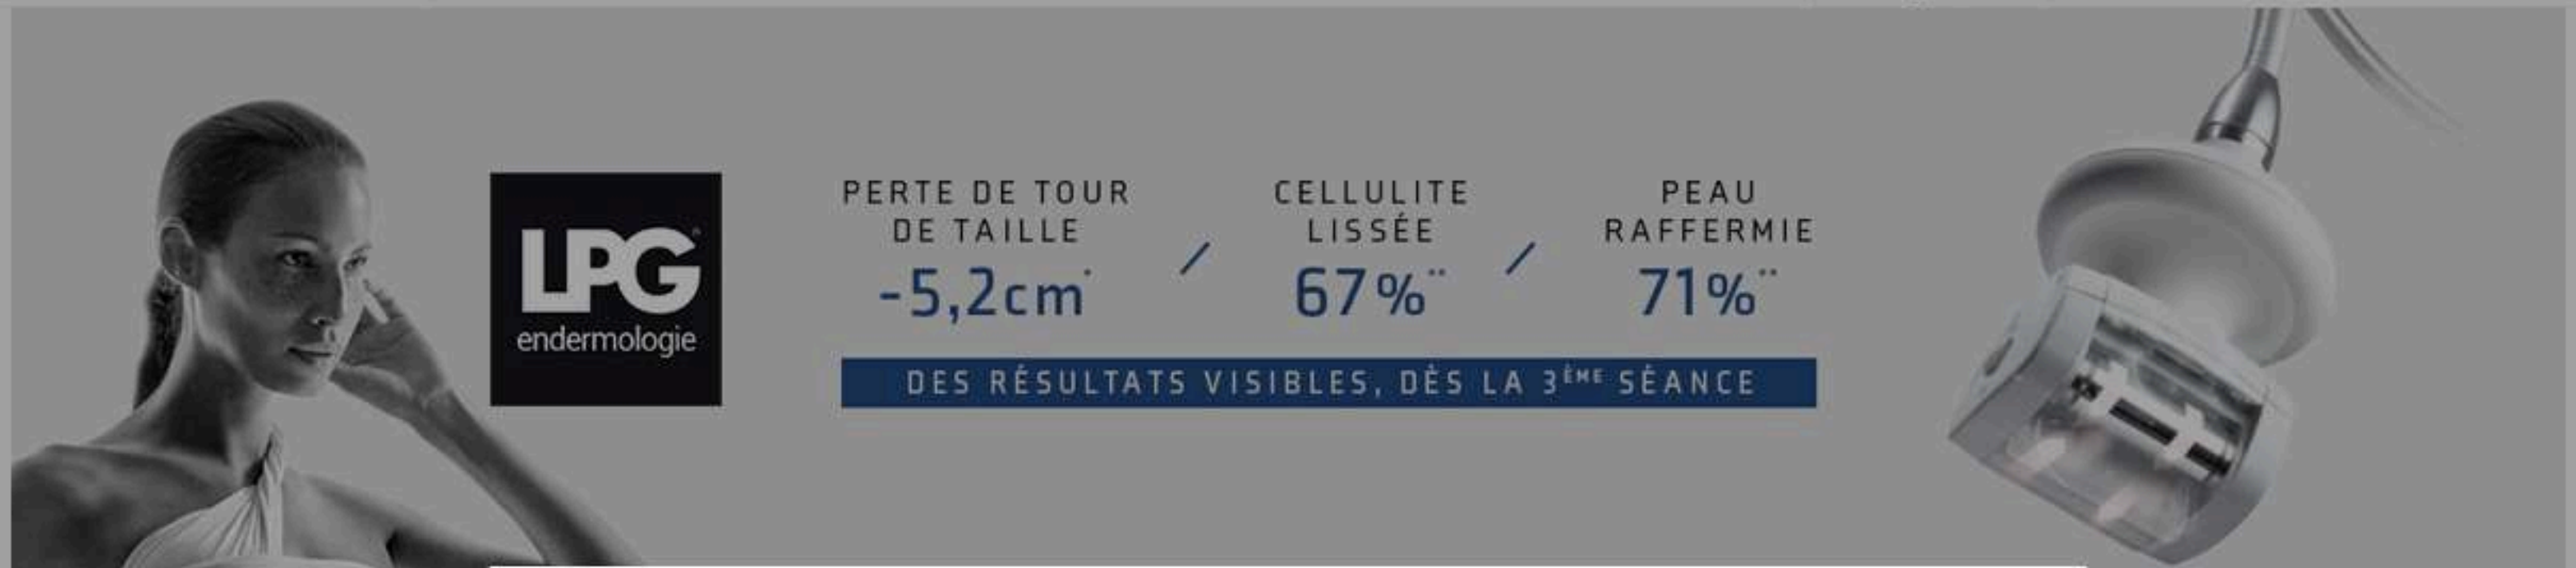 LPG®
endermologie
PERTE DE TOUR
DE TAILLE
-5,2cm*
/
CELLULITE
LISSÉE
67%**
/
PEAU
RAFFERMIE
71%**
DES RÉSULTATS VISIBLES, DÈS LA 3ÈME SÉANCE